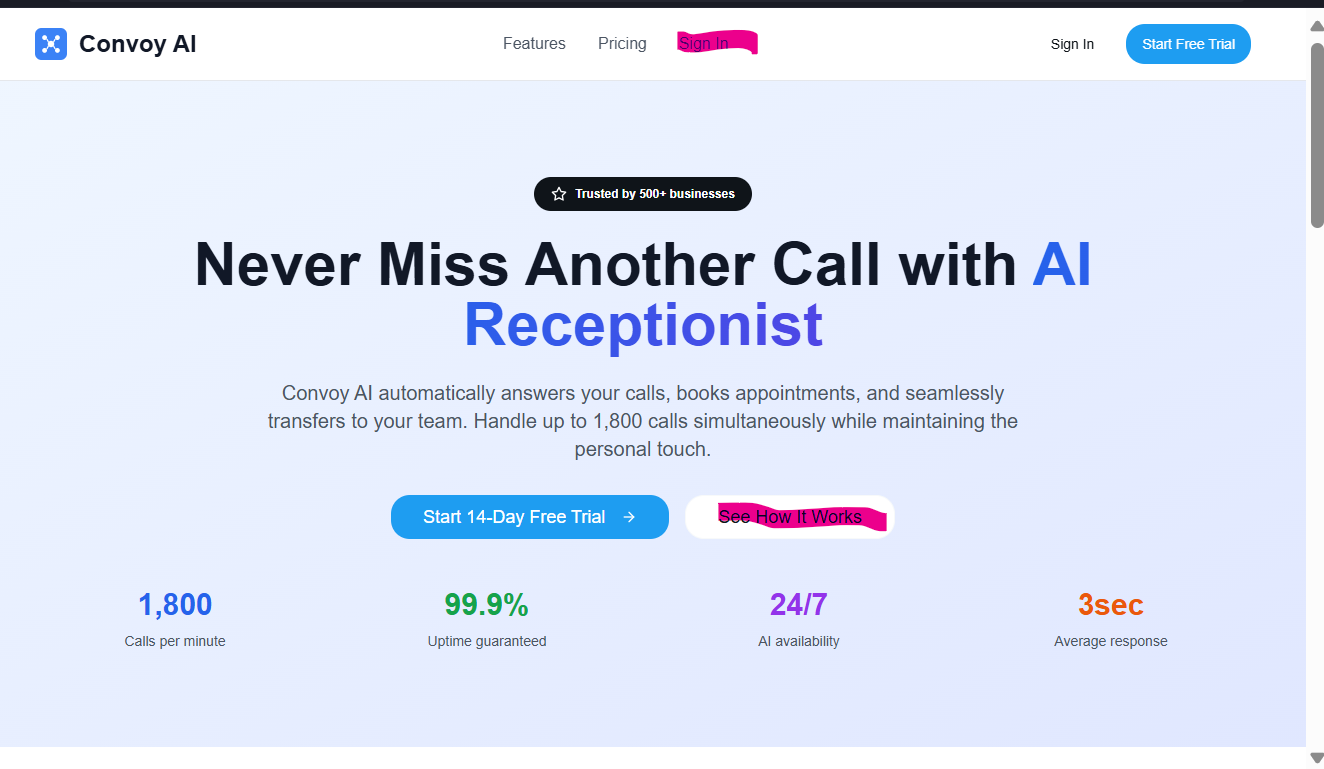 Convoy AI
Features
Pricing
Sign In
Sign In
Start Free Trial
Trusted by 500+ businesses
Never Miss Another Call with AI
Receptionist
Convoy AI automatically answers your calls, books appointments, and seamlessly
transfers to your team. Handle up to 1,800 calls simultaneously while maintaining the
personal touch.
Start 14-Day Free Trial
See How It Works
1,800
Calls per minute
99.9%
Uptime guaranteed
24/7
AI availability
3sec
Average response